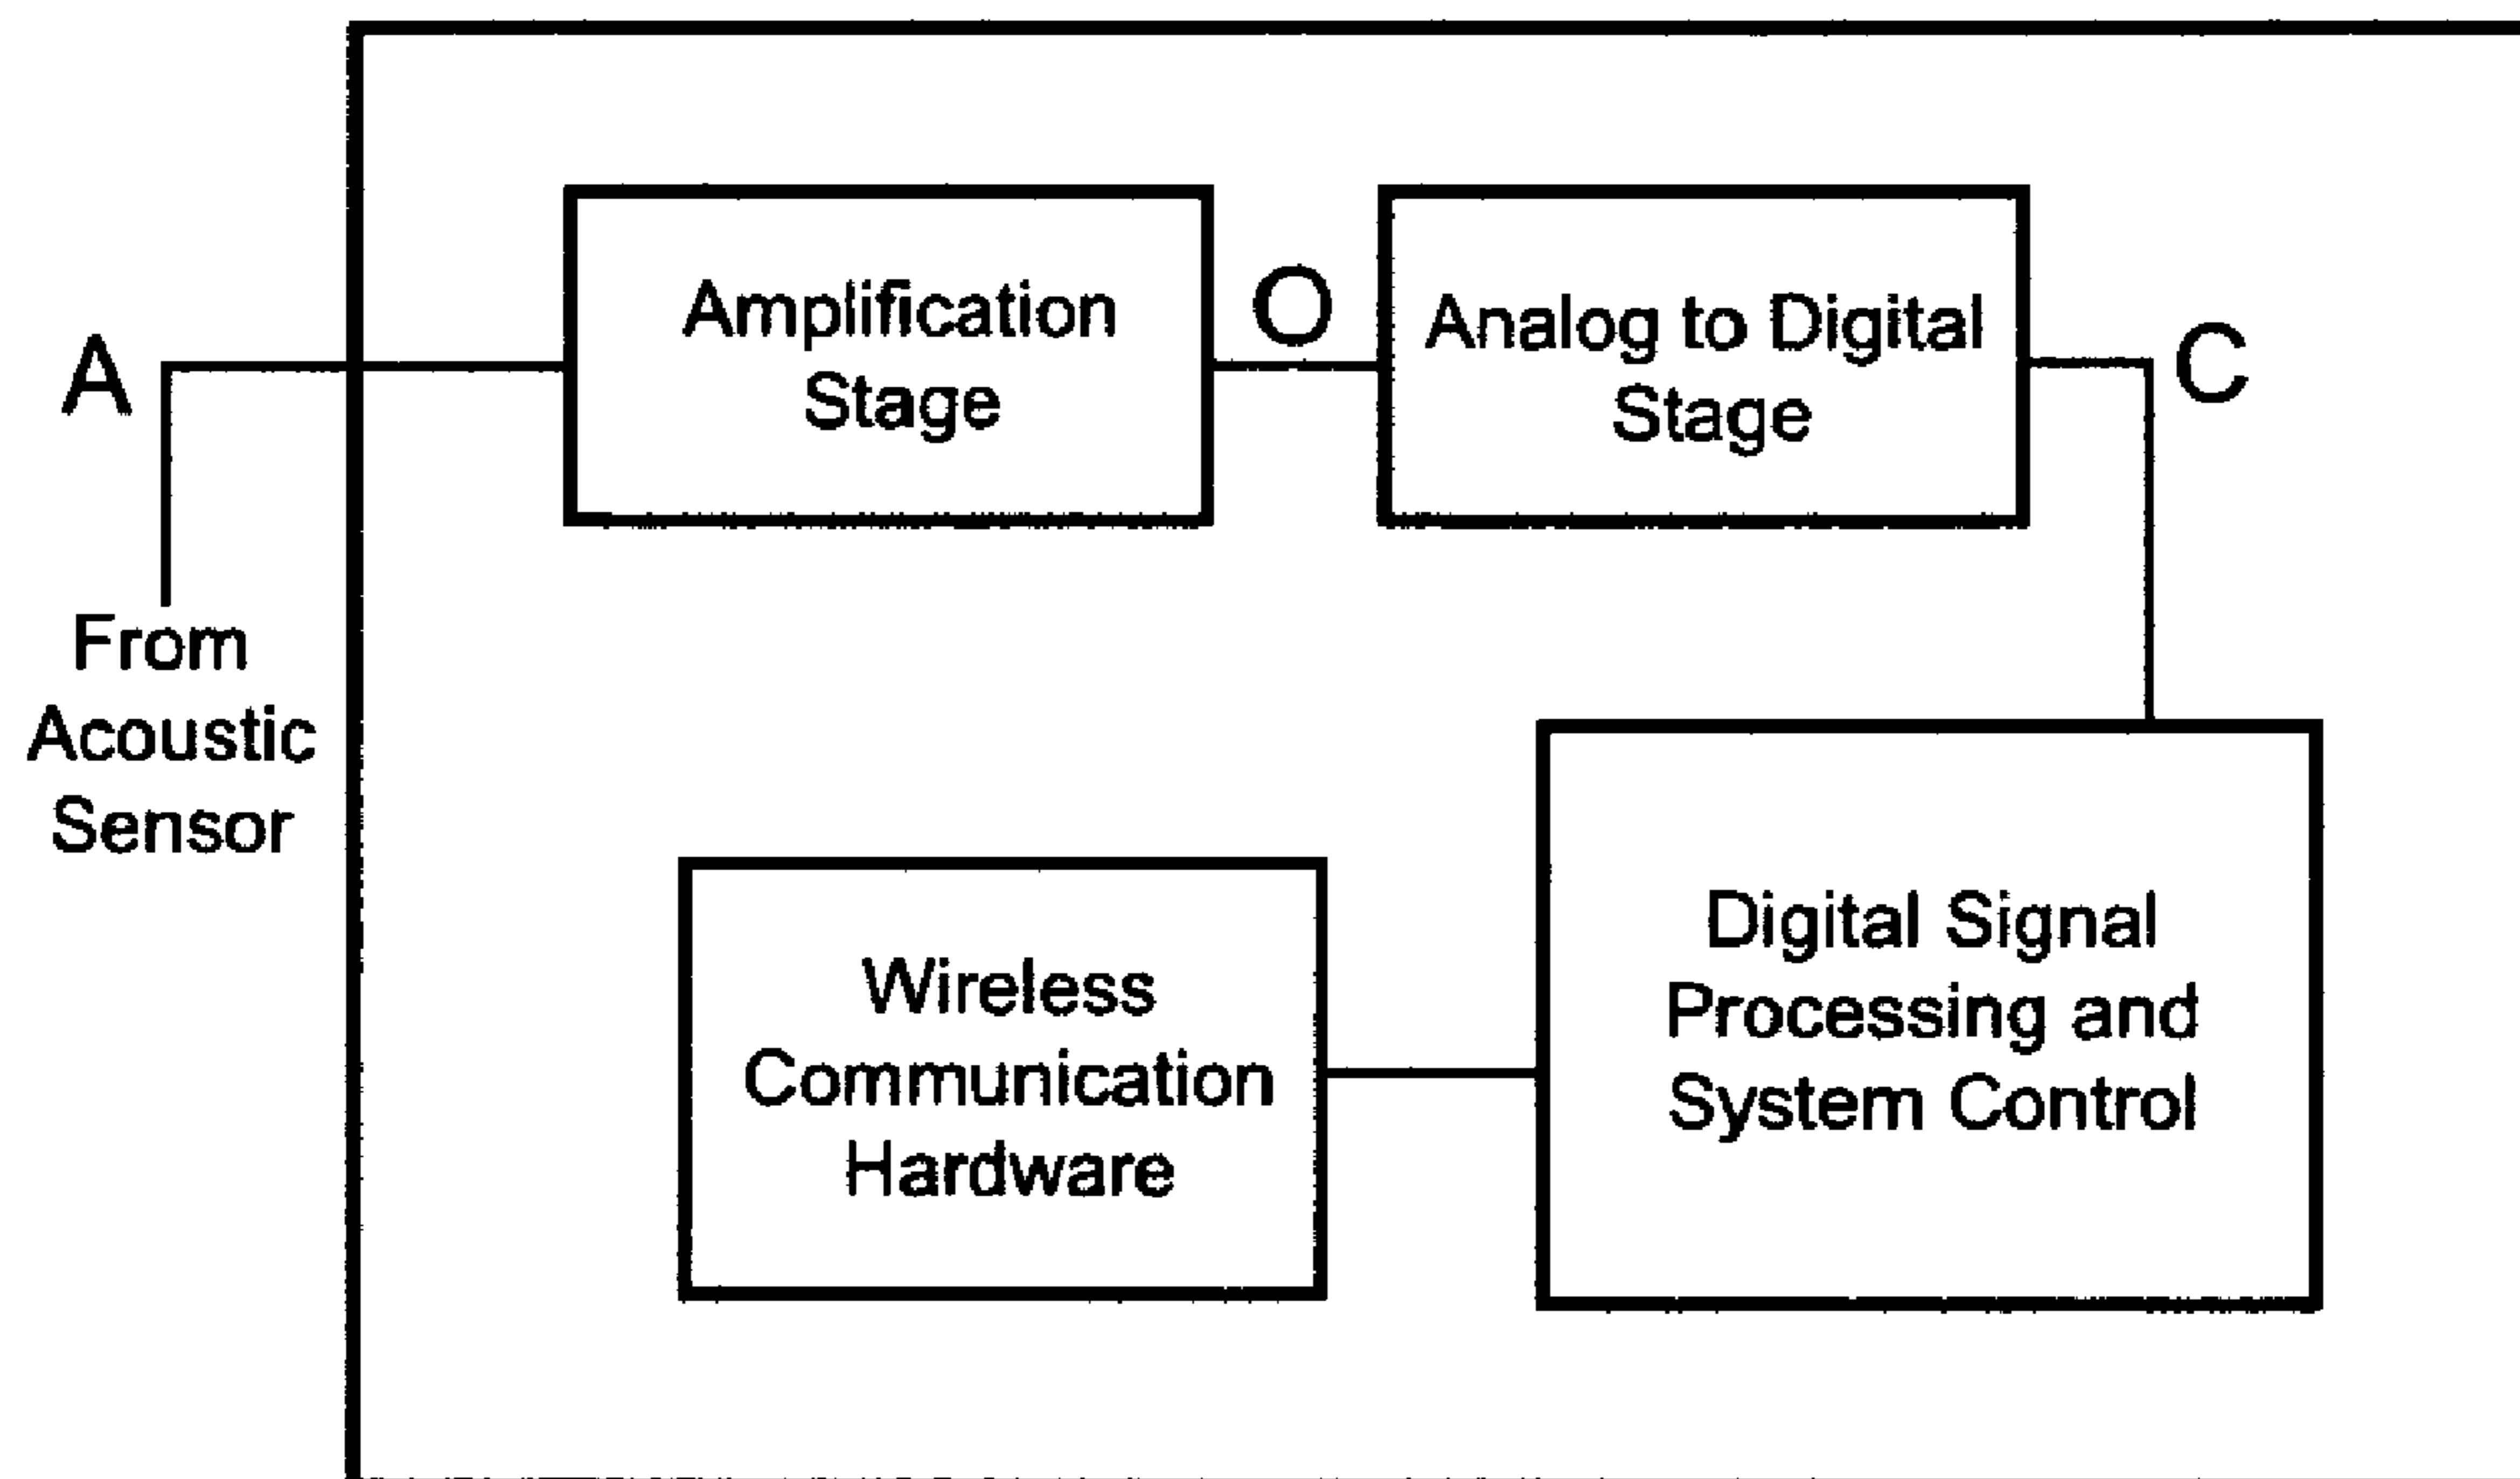 A
From
Acoustic
Sensor
Amplification
Stage
O
Analog to Digital
Stage
C
Digital Signal
Processing and
System Control
Wireless
Communication
Hardware